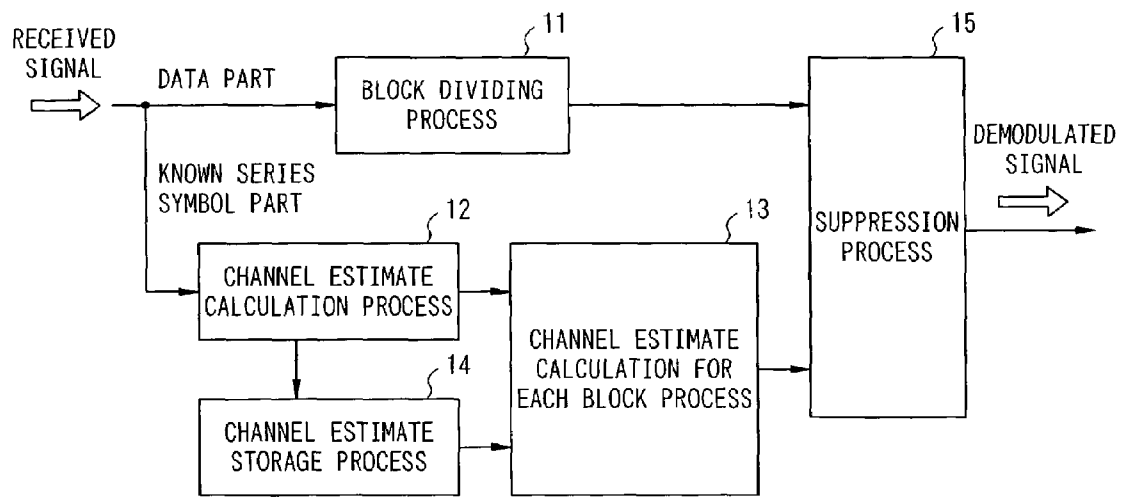 RECEIVED
SIGNAL
DATA PART
11
BLOCK DIVIDING
PROCESS
15
SUPPRESSION
PROCESS
DEMODULATED
SIGNAL
KNOWN SERIES
SYMBOL PART
12
CHANNEL ESTIMATE
CALCULATION PROCESS
13
CHANNEL ESTIMATE
CALCULATION FOR
EACH BLOCK PROCESS
14
CHANNEL ESTIMATE
STORAGE PROCESS